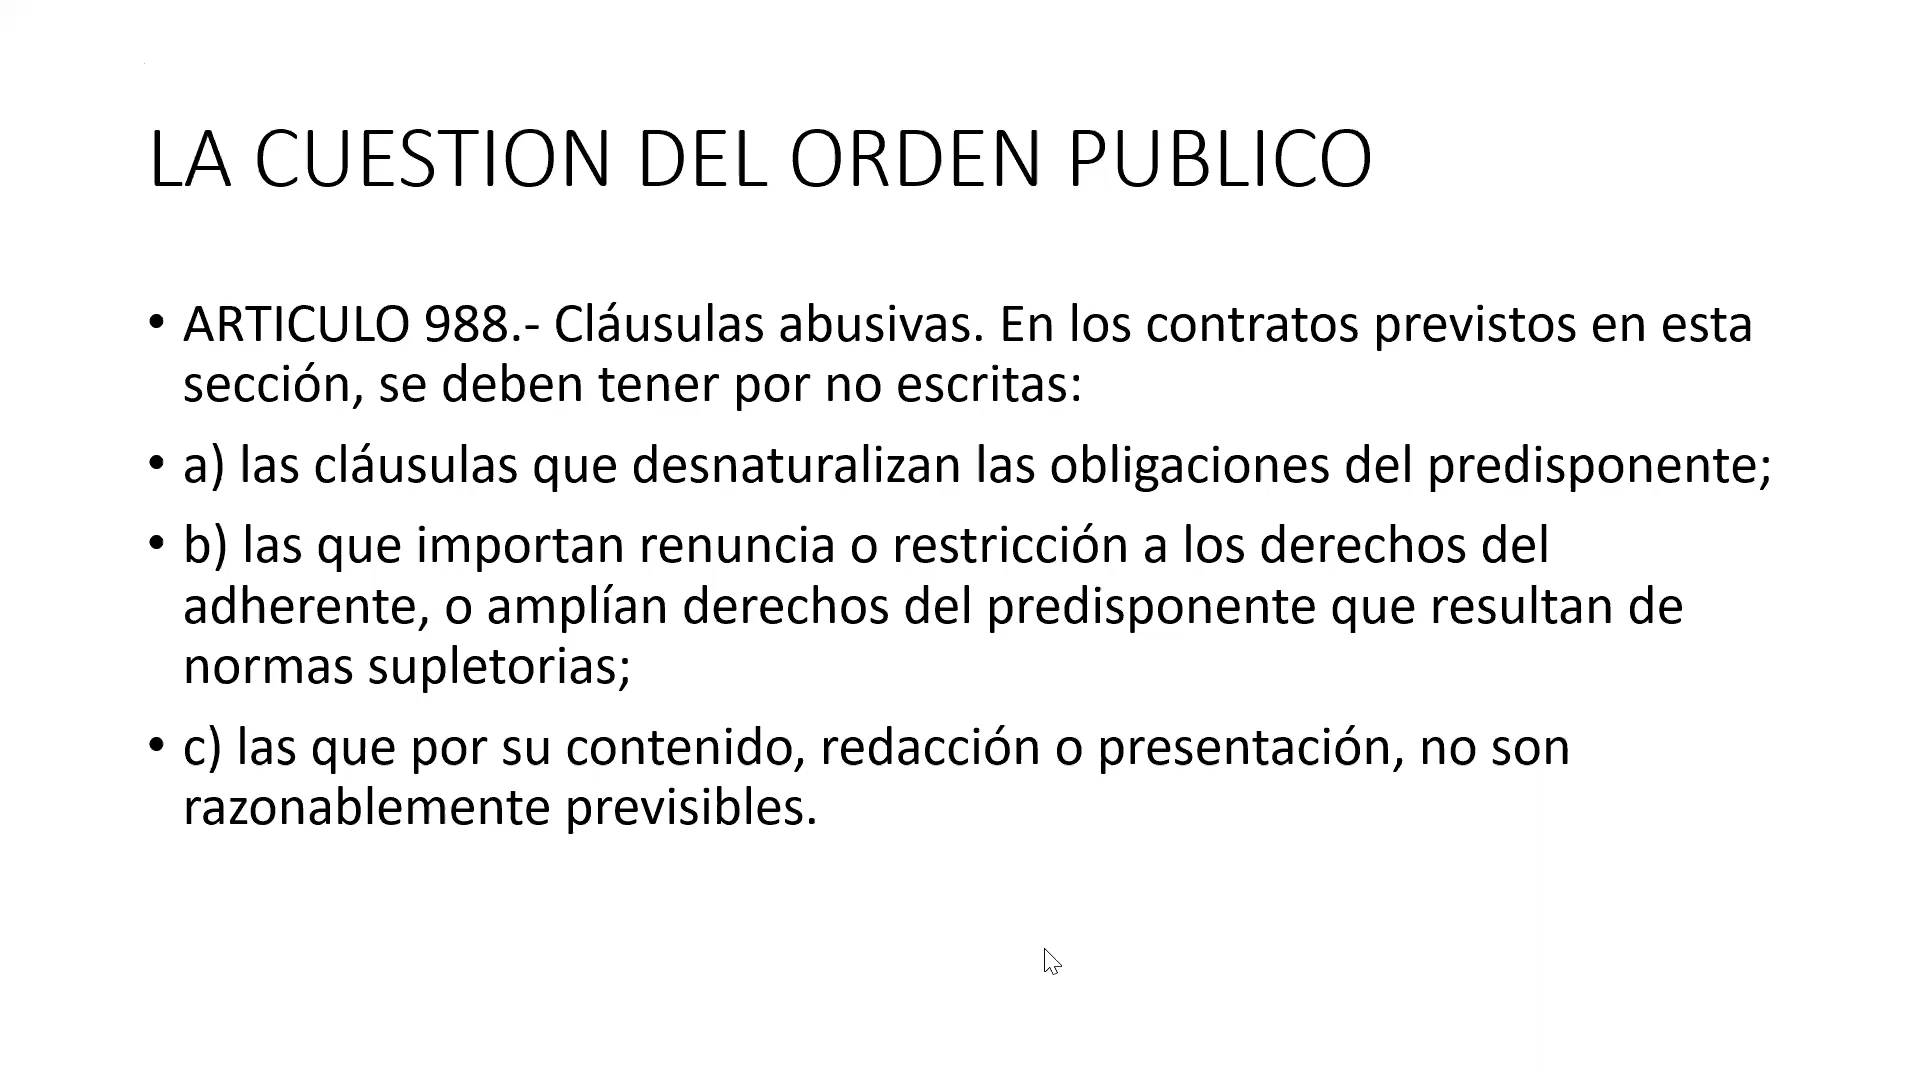 LA CUESTION DEL ORDEN PUBLICO
• ARTICULO 988.- Cláusulas abusivas. En los contratos previstos en esta
sección, se deben tener por no escritas:
• a) las cláusulas que desnaturalizan las obligaciones del predisponente;
• b) las que importan renuncia o restricción a los derechos del
adherente, o amplían derechos del predisponente que resultan de
normas supletorias;
• c) las que por su contenido, redacción o presentación, no son
razonablemente previsibles.